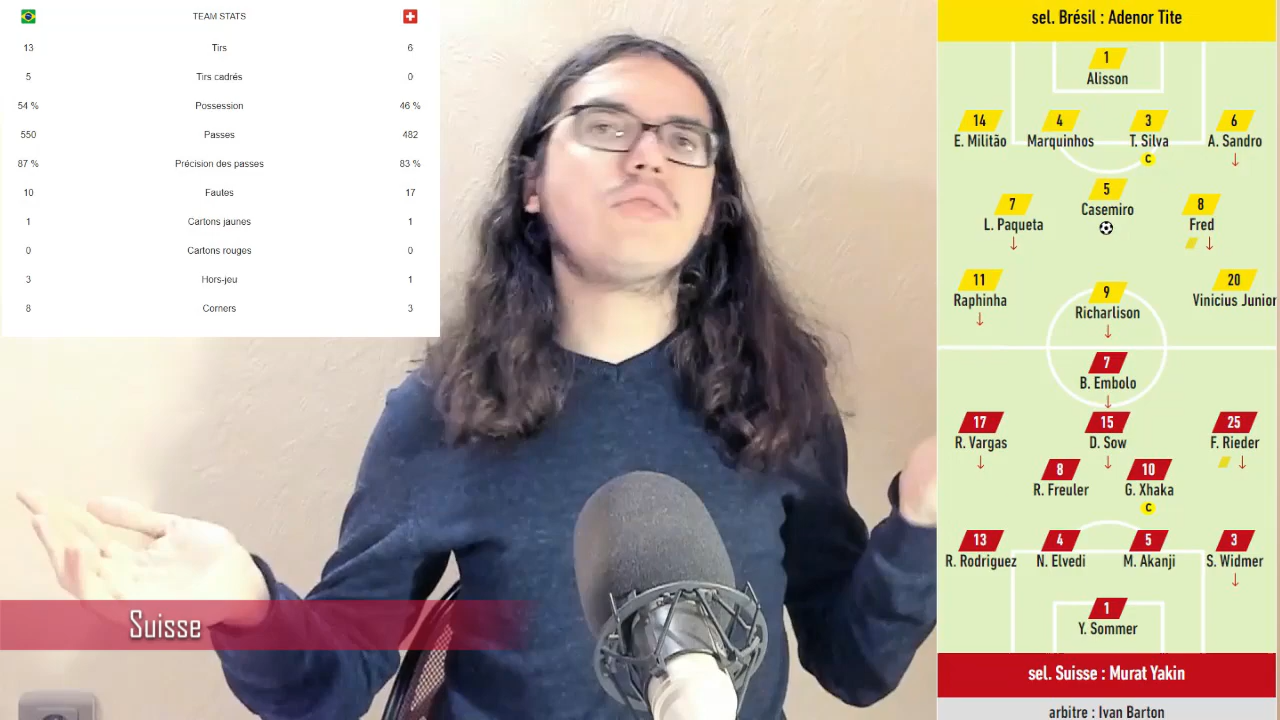 TEAM STATS
13 Tirs 6
5 Tirs cadrés 0
54 % Possession 46 %
550 Passes 482
87 % Précision des passes 83 %
10 Fautes 17
1 Cartons jaunes 1
0 Cartons rouges 0
3 Hors-jeu 1
8 Corners 3
Suisse
sel. Brésil : Adenor Tite
1
Alisson
14 4 3 6
E. Militão Marquinhos T. Silva A. Sandro
C
5
Casemiro
7 8
L. Paqueta Fred
11 20
Raphinha Vinicius Junior
9
Richarlison
7
B. Embolo
17 15 25
R. Vargas D. Sow F. Rieder
8 10
R. Freuler G. Xhaka
C
13 4 5 3
R. Rodriguez N. Elvedi M. Akanji S. Widmer
1
Y. Sommer
sel. Suisse : Murat Yakin
arbitre : Ivan Barton